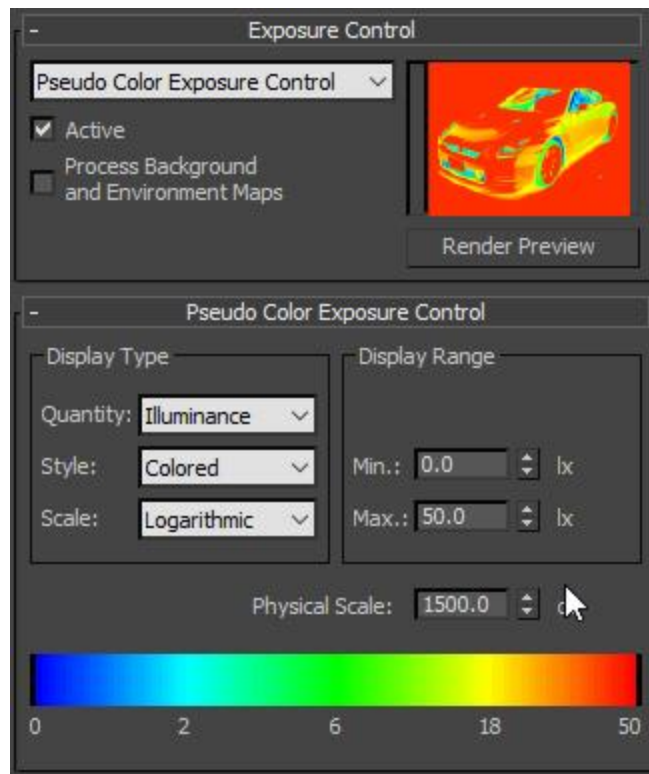 - Exposure Control
Pseudo Color Exposure Control
Active
Process Background
and Environment Maps
Render Preview
- Pseudo Color Exposure Control
Display Type Display Range
Quantity: Illuminance
Style: Colored Min.: 0.0 lx
Scale: Logarithmic Max.: 50.0 lx
Physical Scale: 1500.0
0 2 6 18 50